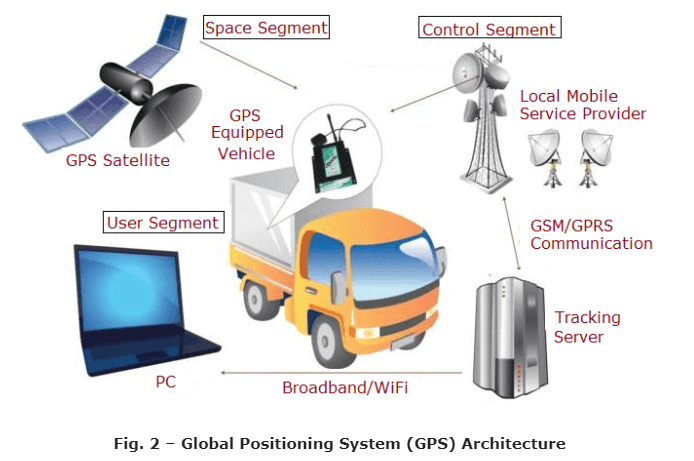 Space Segment
Control Segment
GPS Satellite
GPS
Equipped
Vehicle
Local Mobile
Service Provider
User Segment
GSM/GPRS
Communication
Tracking
Server
PC
Broadband/WiFi
Fig. 2 – Global Positioning System (GPS) Architecture